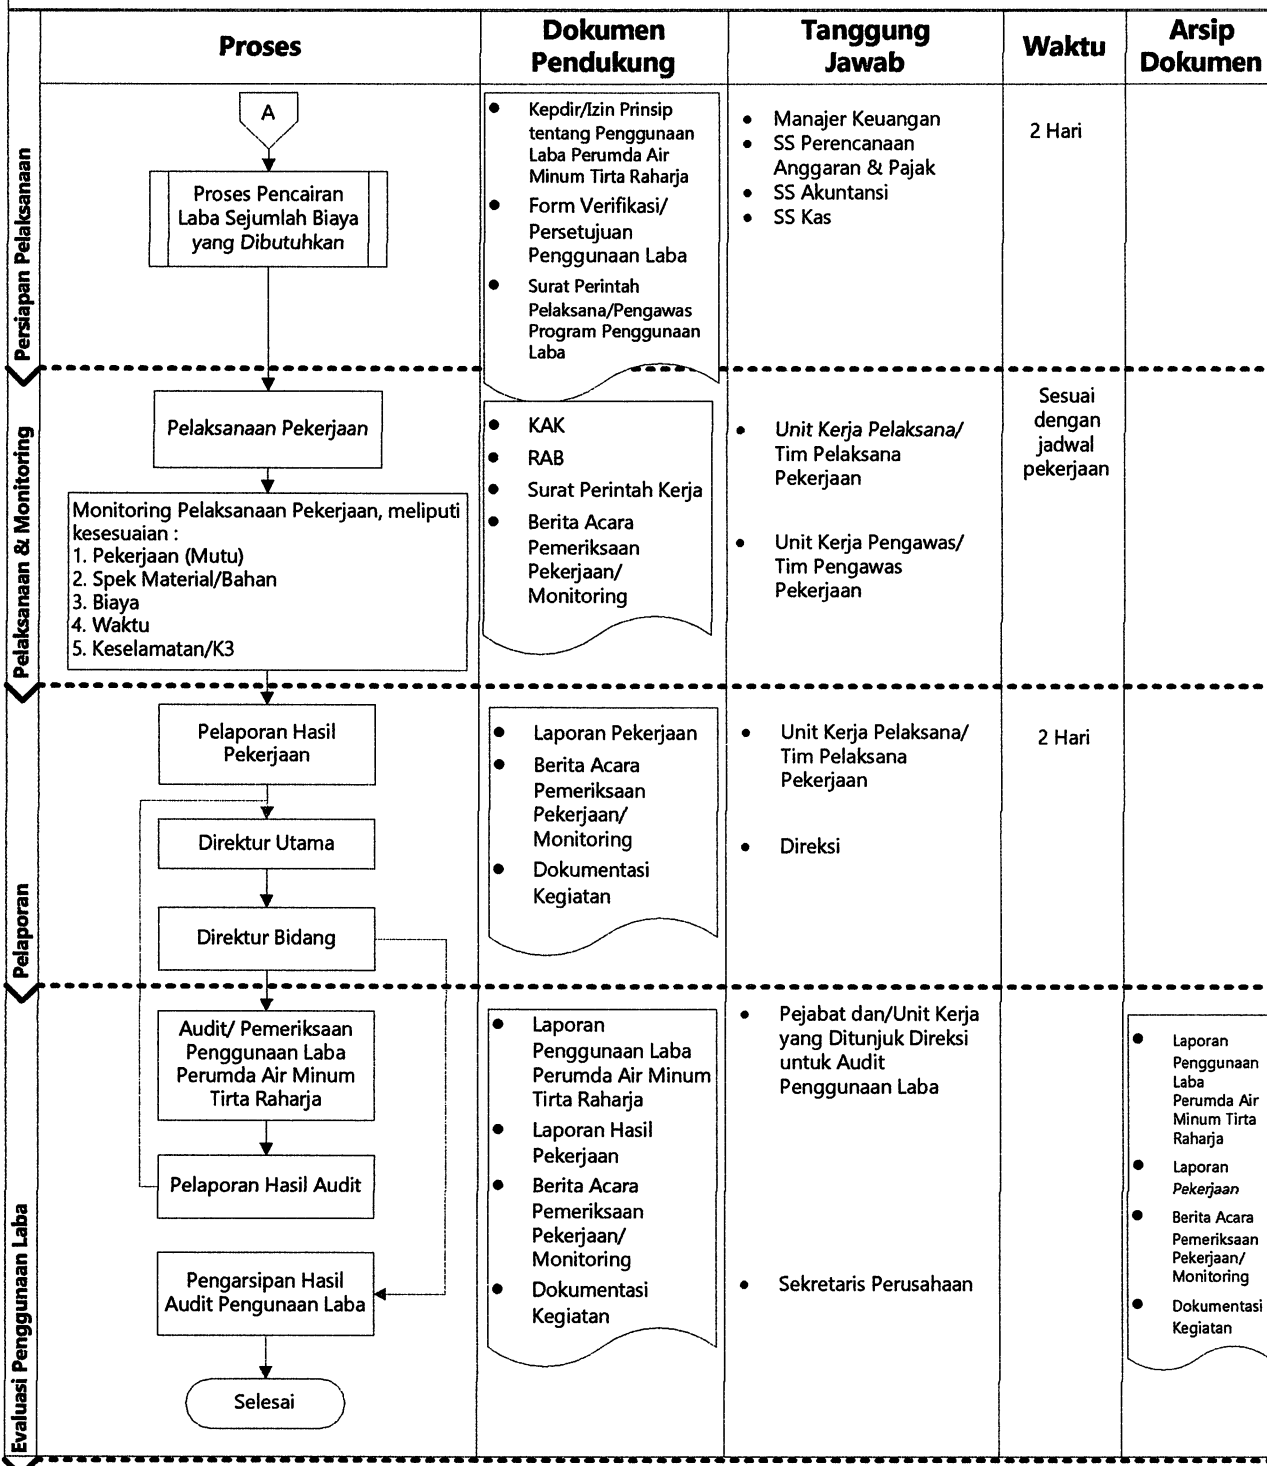 Proses
Dokumen
Pendukung
Tanggung
Jawab
Waktu
Arsip
Dokumen
Persiapan Pelaksanaan
A
Proses Pencairan
Laba Sejumlah Biaya
yang Dibutuhkan
• Kepdir/Izin Prinsip
tentang Penggunaan
Laba Perumda Air
Minum Tirta Raharja
• Form Verifikasi/
Persetujuan
Penggunaan Laba
• Surat Perintah
Pelaksana/Pengawas
Program Penggunaan
Laba
• Manajer Keuangan
• SS Perencanaan
Anggaran & Pajak
• SS Akuntansi
• SS Kas
2 Hari
Pelaksanaan & Monitoring
Pelaksanaan Pekerjaan
Monitoring Pelaksanaan Pekerjaan, meliputi
kesesuaian :
1. Pekerjaan (Mutu)
2. Spek Material/Bahan
3. Biaya
4. Waktu
5. Keselamatan/K3
• KAK
• RAB
• Surat Perintah Kerja
• Berita Acara
Pemeriksaan
Pekerjaan/
Monitoring
• Unit Kerja Pelaksana/
Tim Pelaksana
Pekerjaan
• Unit Kerja Pengawas/
Tim Pengawas
Pekerjaan
Sesuai
dengan
jadwal
pekerjaan
Pelaporan
Pelaporan Hasil
Pekerjaan
Direktur Utama
Direktur Bidang
• Laporan Pekerjaan
• Berita Acara
Pemeriksaan
Pekerjaan/
Monitoring
• Dokumentasi
Kegiatan
• Unit Kerja Pelaksana/
Tim Pelaksana
Pekerjaan
• Direksi
2 Hari
Evaluasi Penggunaan Laba
Audit/ Pemeriksaan
Penggunaan Laba
Perumda Air Minum
Tirta Raharja
Pelaporan Hasil Audit
Pengarsipan Hasil
Audit Pengunaan Laba
Selesai
• Laporan
Penggunaan Laba
Perumda Air Minum
Tirta Raharja
• Laporan Hasil
Pekerjaan
• Berita Acara
Pemeriksaan
Pekerjaan/
Monitoring
• Dokumentasi
Kegiatan
• Pejabat dan/Unit Kerja
yang Ditunjuk Direksi
untuk Audit
Penggunaan Laba
• Sekretaris Perusahaan
• Laporan
Penggunaan
Laba
Perumda Air
Minum Tirta
Raharja
• Laporan
Pekerjaan
• Berita Acara
Pemeriksaan
Pekerjaan/
Monitoring
• Dokumentasi
Kegiatan